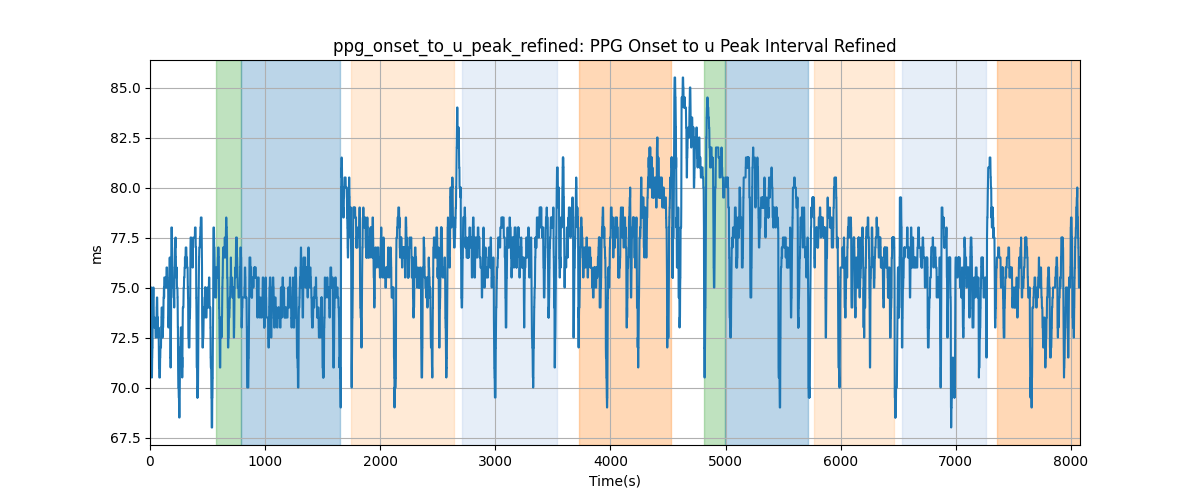 ppg_onset_to_u_peak_refined: PPG Onset to u Peak Interval Refined
85.0
82.5
80.0
77.5
75.0
72.5
70.0
67.5
ms
0 1000 2000 3000 4000 5000 6000 7000 8000
Time(s)